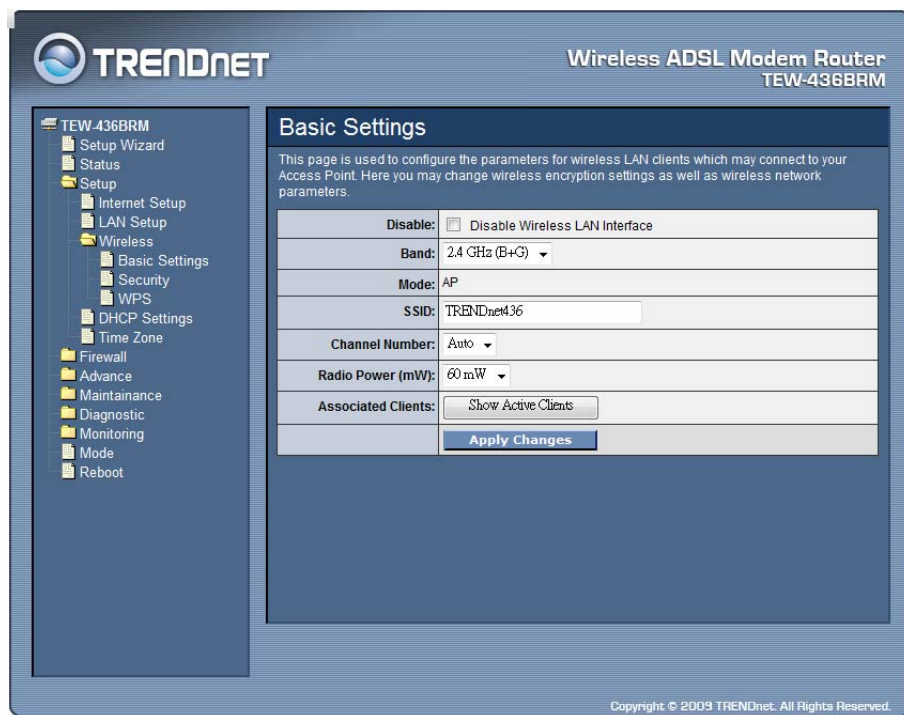 TRENDNET
Wireless ADSL Modem Router
TEW-436BRM
TEW-436BRM
Setup Wizard
Status
Setup
Internet Setup
LAN Setup
Wireless
Basic Settings
Security
WPS
DHCP Settings
Time Zone
Firewall
Advance
Maintainance
Diagnostic
Monitoring
Mode
Reboot
Basic Settings
This page is used to configure the parameters for wireless LAN clients which may connect to your
Access Point. Here you may change wireless encryption settings as well as wireless network
parameters.
Disable: Disable Wireless LAN Interface
Band: 2.4 GHz (B+G)
Mode: AP
SSID: TRENDnet436
Channel Number: Auto
Radio Power (mW): 60 mW
Associated Clients: Show Active Clients
Apply Changes
Copyright © 2009 TRENDnet. All Rights Reserved.